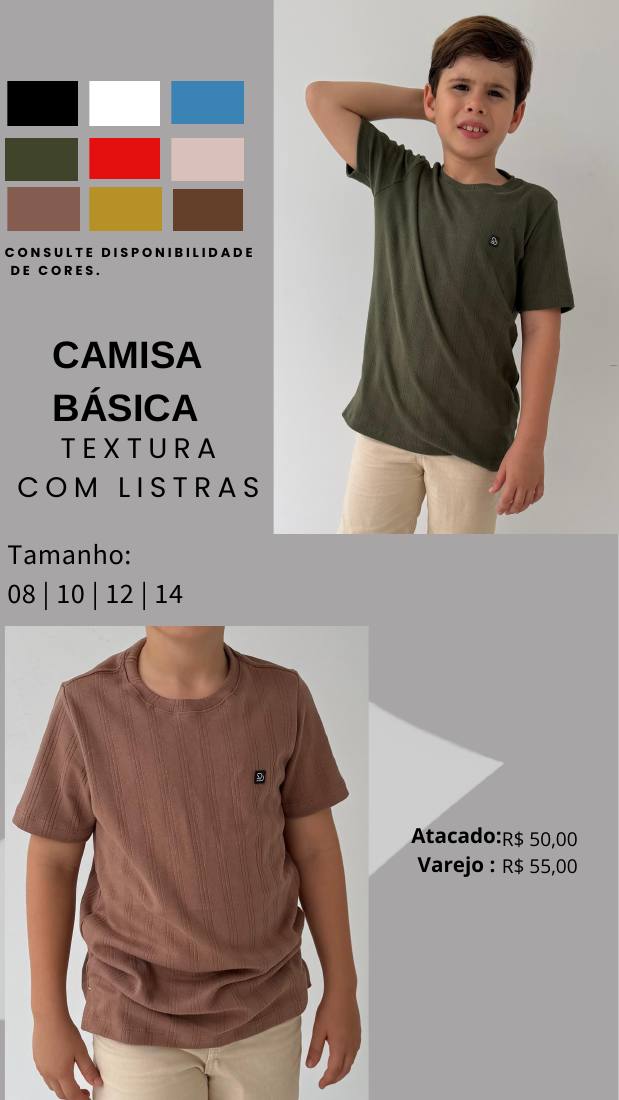 CONSULTE DISPONIBILIDADE
DE CORES.
CAMISA
BÁSICA
TEXTURA
COM LISTRAS
Tamanho:
08 | 10 | 12 | 14
Atacado:R$ 50,00
Varejo : R$ 55,00